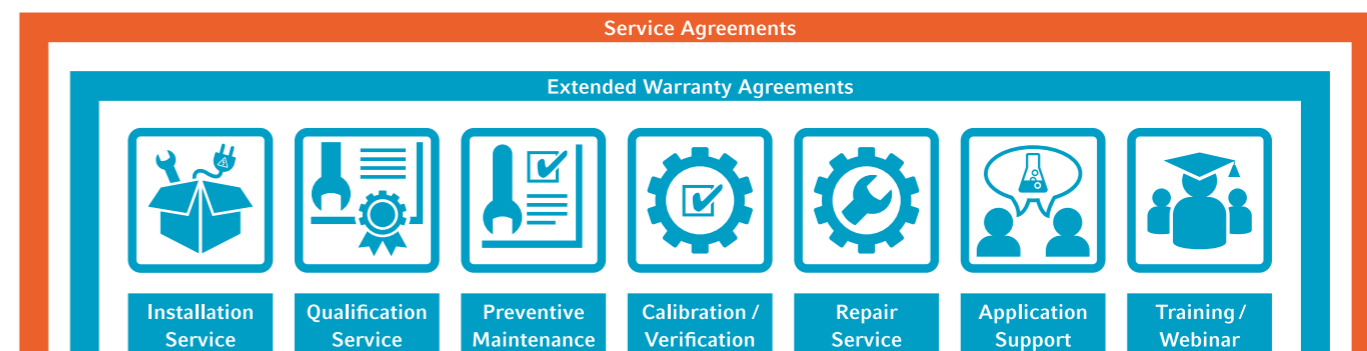 Service Agreements
Extended Warranty Agreements
Installation
Service
Qualification
Service
Preventive
Maintenance
Calibration /
Verification
Repair
Service
Application
Support
Training /
Webinar